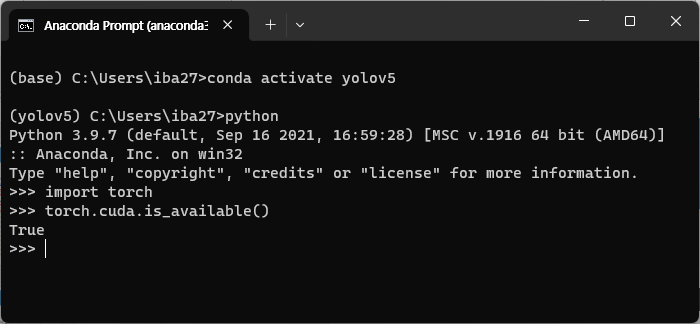 Anaconda Prompt (anaconda3
(base) C:\Users\iba27>conda activate yolov5
(yolov5) C:\Users\iba27>python
Python 3.9.7 (default, Sep 16 2021, 16:59:28) [MSC v.1916 64 bit (AMD64)]
:: Anaconda, Inc. on win32
Type "help", "copyright", "credits" or "license" for more information.
>>> import torch
>>> torch.cuda.is_available()
True
>>>